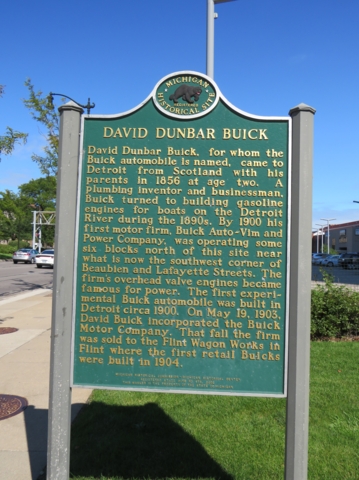 MICHIGAN
HISTORICAL SITE
DAVID DUNBAR BUICK
David Dunbar Buick, for whom the
Buick automobile is named, came to
Detroit from Scotland with his
parents in 1856 at age two. A
plumbing inventor and businessman,
Buick turned to building gasoline
engines for boats on the Detroit
River during the 1890s. By 1900 his
first motor firm, Buick Auto-Vim and
Power Company, was operating some
six blocks north of this site near
what is now the southwest corner of
Beaubien and Lafayette Streets. The
firm's overhead valve engines became
famous for power. The first experi-
mental Buick automobile was built in
Detroit circa 1900. On May 19, 1903,
David Buick incorporated the Buick
Motor Company. That fall the firm
was sold to the Flint Wagon Works in
Flint where the first retail Buicks
were built in 1904.